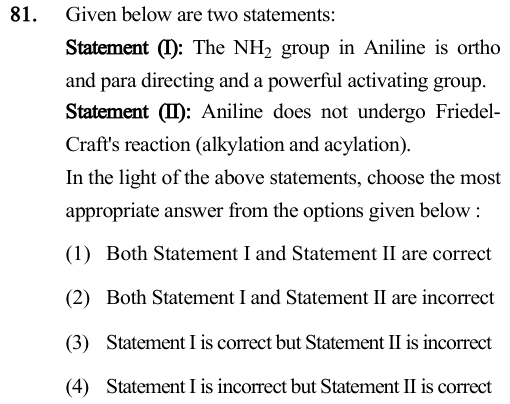 81. Given below are two statements:
Statement (I): The NH₂ group in Aniline is ortho
and para directing and a powerful activating group.
Statement (II): Aniline does not undergo Friedel-
Craft's reaction (alkylation and acylation).
In the light of the above statements, choose the most
appropriate answer from the options given below :
(1) Both Statement I and Statement II are correct
(2) Both Statement I and Statement II are incorrect
(3) Statement I is correct but Statement II is incorrect
(4) Statement I is incorrect but Statement II is correct